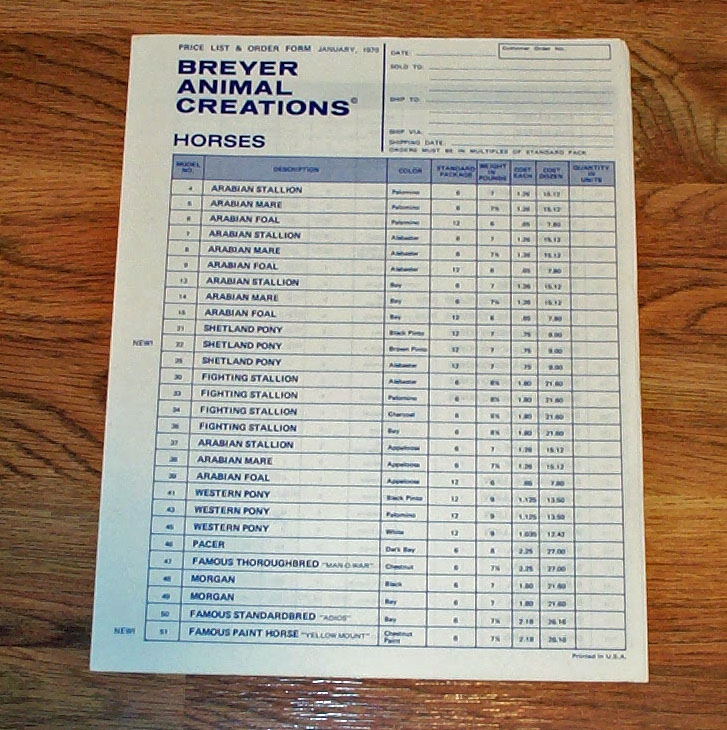 PRICE LIST & ORDER FORM JANUARY, 1970
BREYER
ANIMAL
CREATIONS©
HORSES
Customer Order No.
DATE:
SOLD TO:
SHIP TO:
SHIP VIA:
SHIPPING DATE:
ORDERS MUST BE IN MULTIPLES OF STANDARD PACK
MODEL NO. DESCRIPTION COLOR STANDARD PACKAGE WEIGHT IN POUNDS COST EACH COST DOZEN QUANTITY IN UNITS
4 ARABIAN STALLION Palomino 6 7 1.26 15.12
5 ARABIAN MARE Palomino 6 7½ 1.26 15.12
6 ARABIAN FOAL Palomino 12 6 .65 7.80
7 ARABIAN STALLION Alabaster 6 7 1.26 15.12
8 ARABIAN MARE Alabaster 6 7½ 1.26 15.12
9 ARABIAN FOAL Alabaster 12 6 .65 7.80
13 ARABIAN STALLION Bay 6 7 1.26 15.12
14 ARABIAN MARE Bay 6 7½ 1.26 15.12
15 ARABIAN FOAL Bay 12 6 .65 7.80
21 SHETLAND PONY Black Pinto 12 7 .75 9.00
NEW! 22 SHETLAND PONY Brown Pinto 12 7 .75 9.00
25 SHETLAND PONY Alabaster 12 7 .75 9.00
30 FIGHTING STALLION Alabaster 6 1.80 21.60
33 FIGHTING STALLION Palomino 6 1.80 21.60
34 FIGHTING STALLION Charcoal 6 1.80 21.60
35 FIGHTING STALLION Bay 6 1.80 21.60
37 ARABIAN STALLION Appaloosa 6 7 1.26 15.12
38 ARABIAN MARE Appaloosa 6 7½ 1.26 15.12
39 ARABIAN FOAL Appaloosa 12 6 .65 7.80
41 WESTERN PONY Black Pinto 12 9 1.125 13.50
43 WESTERN PONY Palomino 12 9 1.125 13.50
45 WESTERN PONY White 12 9 1.035 12.42
46 PACER Dark Bay 6 8 2.25 27.00
47 FAMOUS THOROUGHBRED "MAN O WAR" Chestnut 6 7½ 2.25 27.00
48 MORGAN Black 6 7 1.80 21.60
49 MORGAN Bay 6 7 1.80 21.60
50 FAMOUS STANDARDBRED "ADIOS" Bay 6 7½ 2.18 26.16
NEW! 51 FAMOUS PAINT HORSE "YELLOW MOUNT" Chestnut Paint 6 7½ 2.18 26.16
Printed in U.S.A.